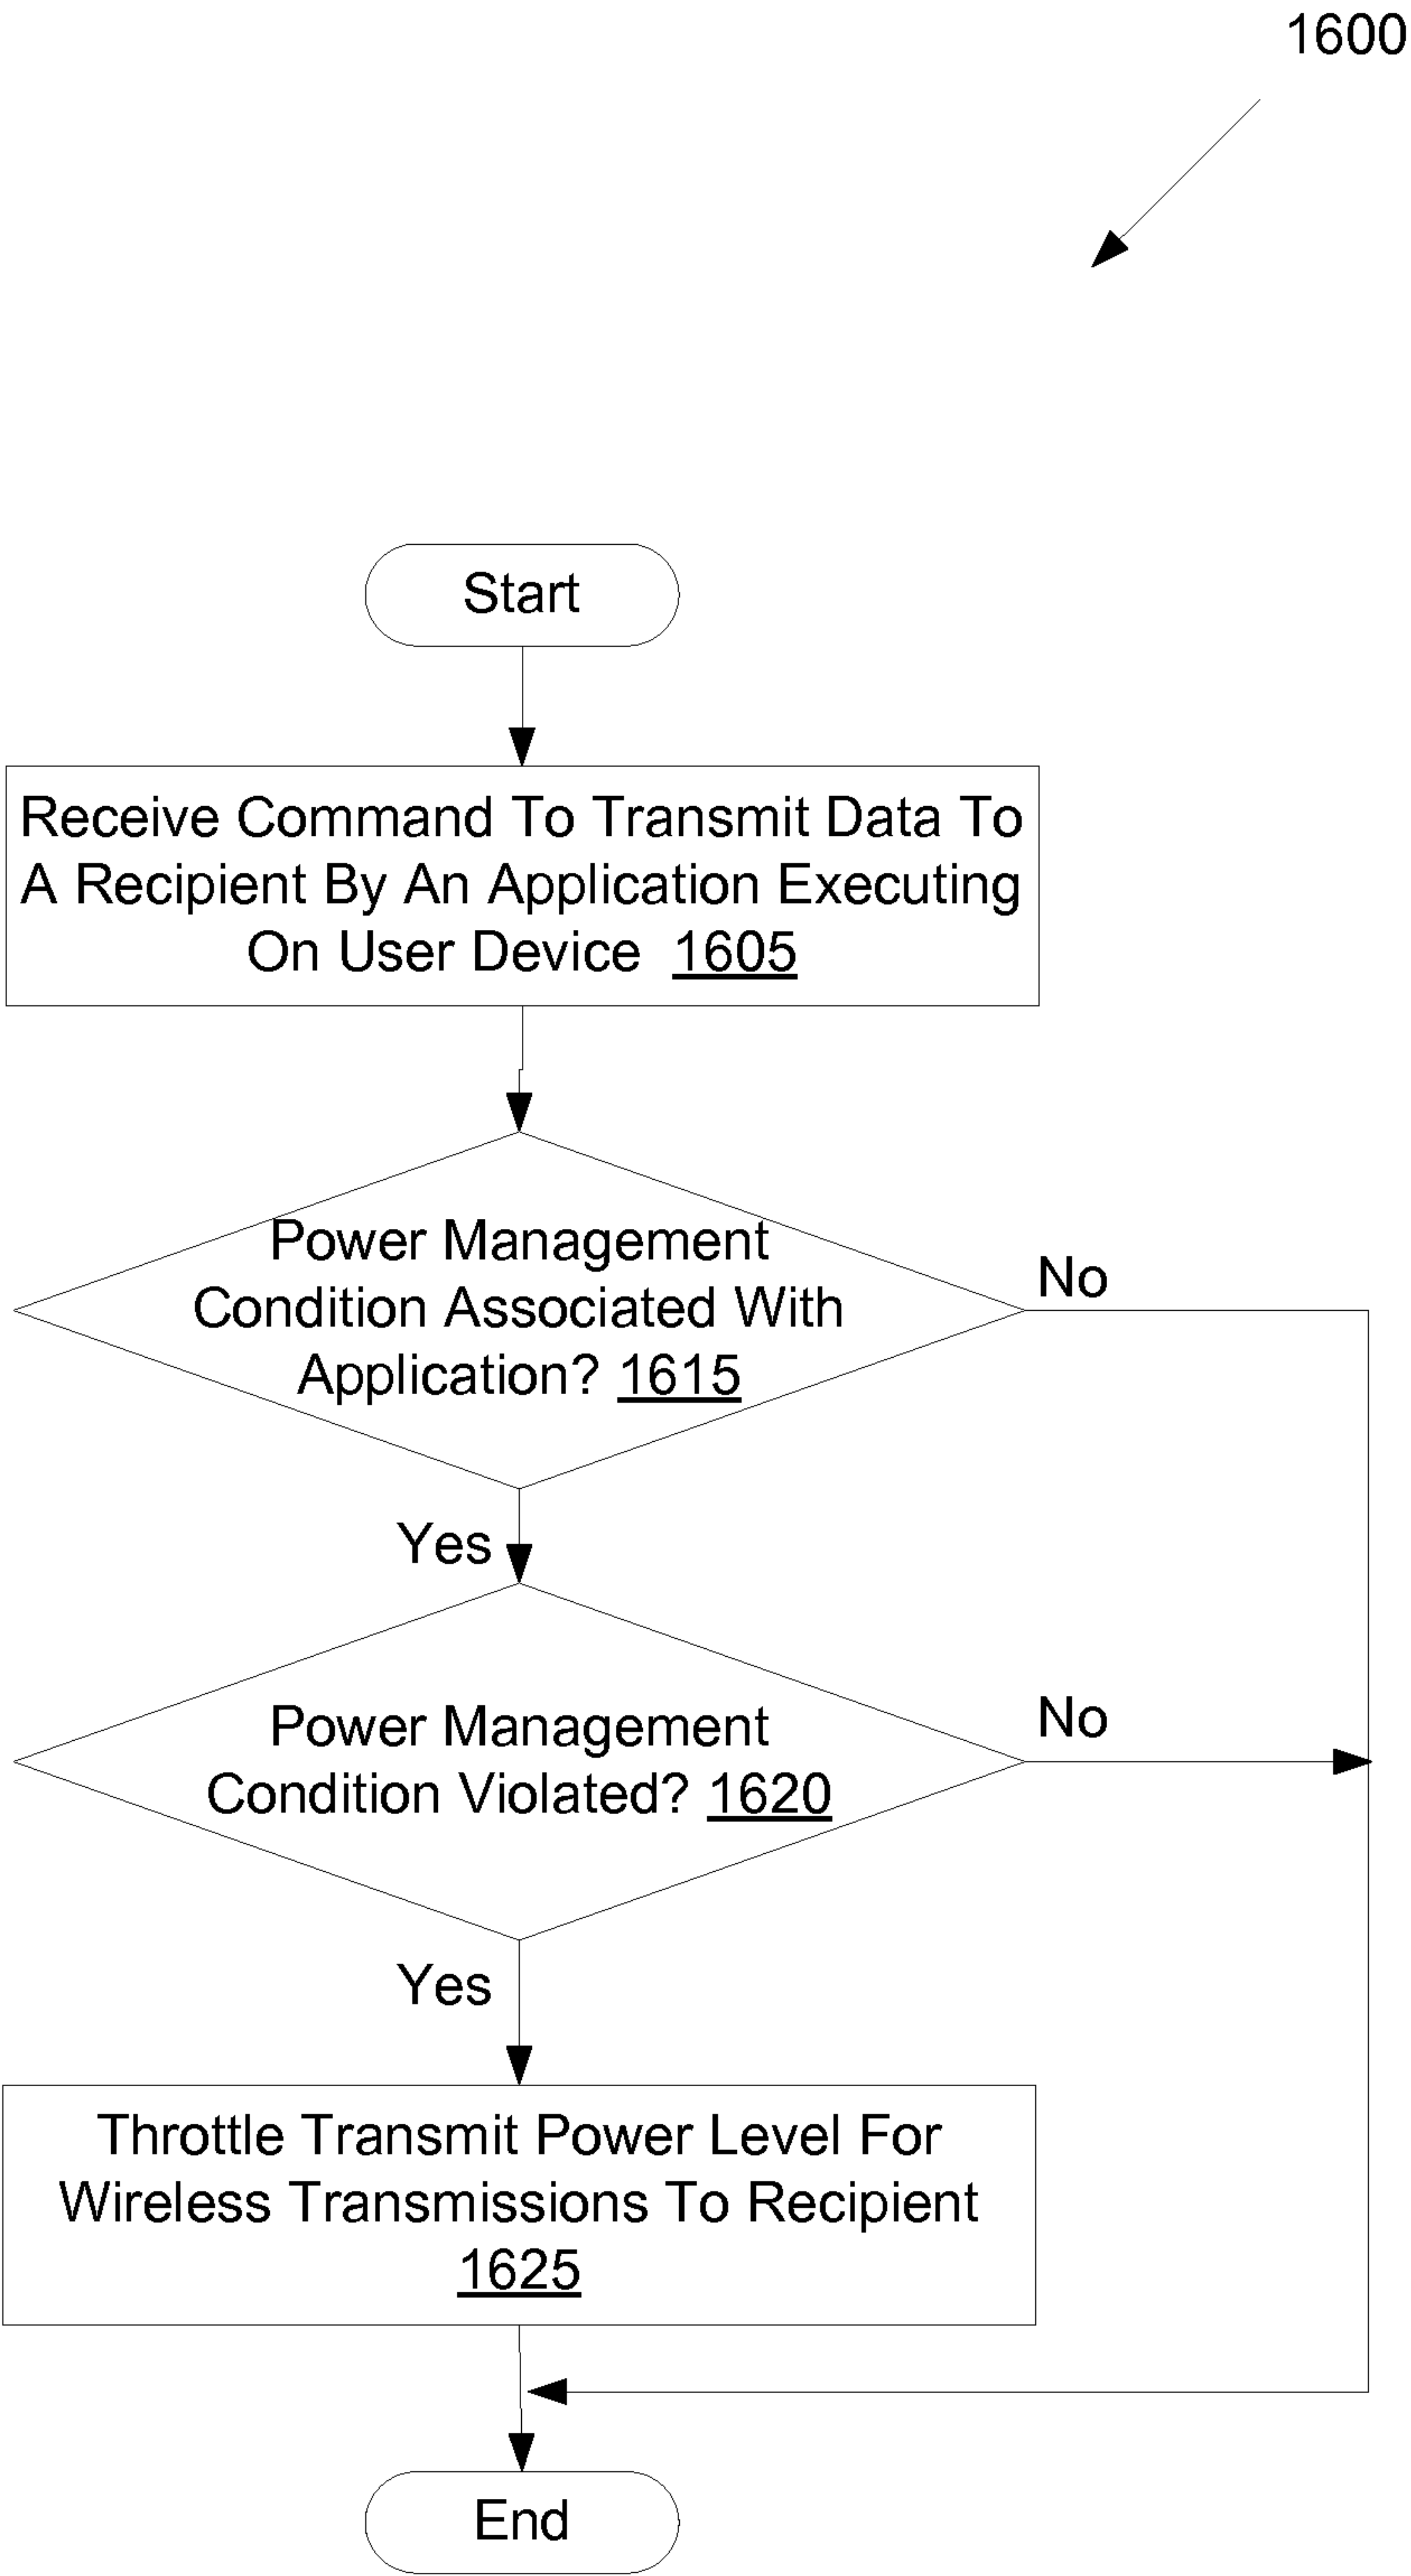 1600
Start
Receive Command To Transmit Data To
A Recipient By An Application Executing
On User Device 1605
Power Management
Condition Associated With
Application? 1615
No
Yes
Power Management
Condition Violated? 1620
No
Yes
Throttle Transmit Power Level For
Wireless Transmissions To Recipient
1625
End